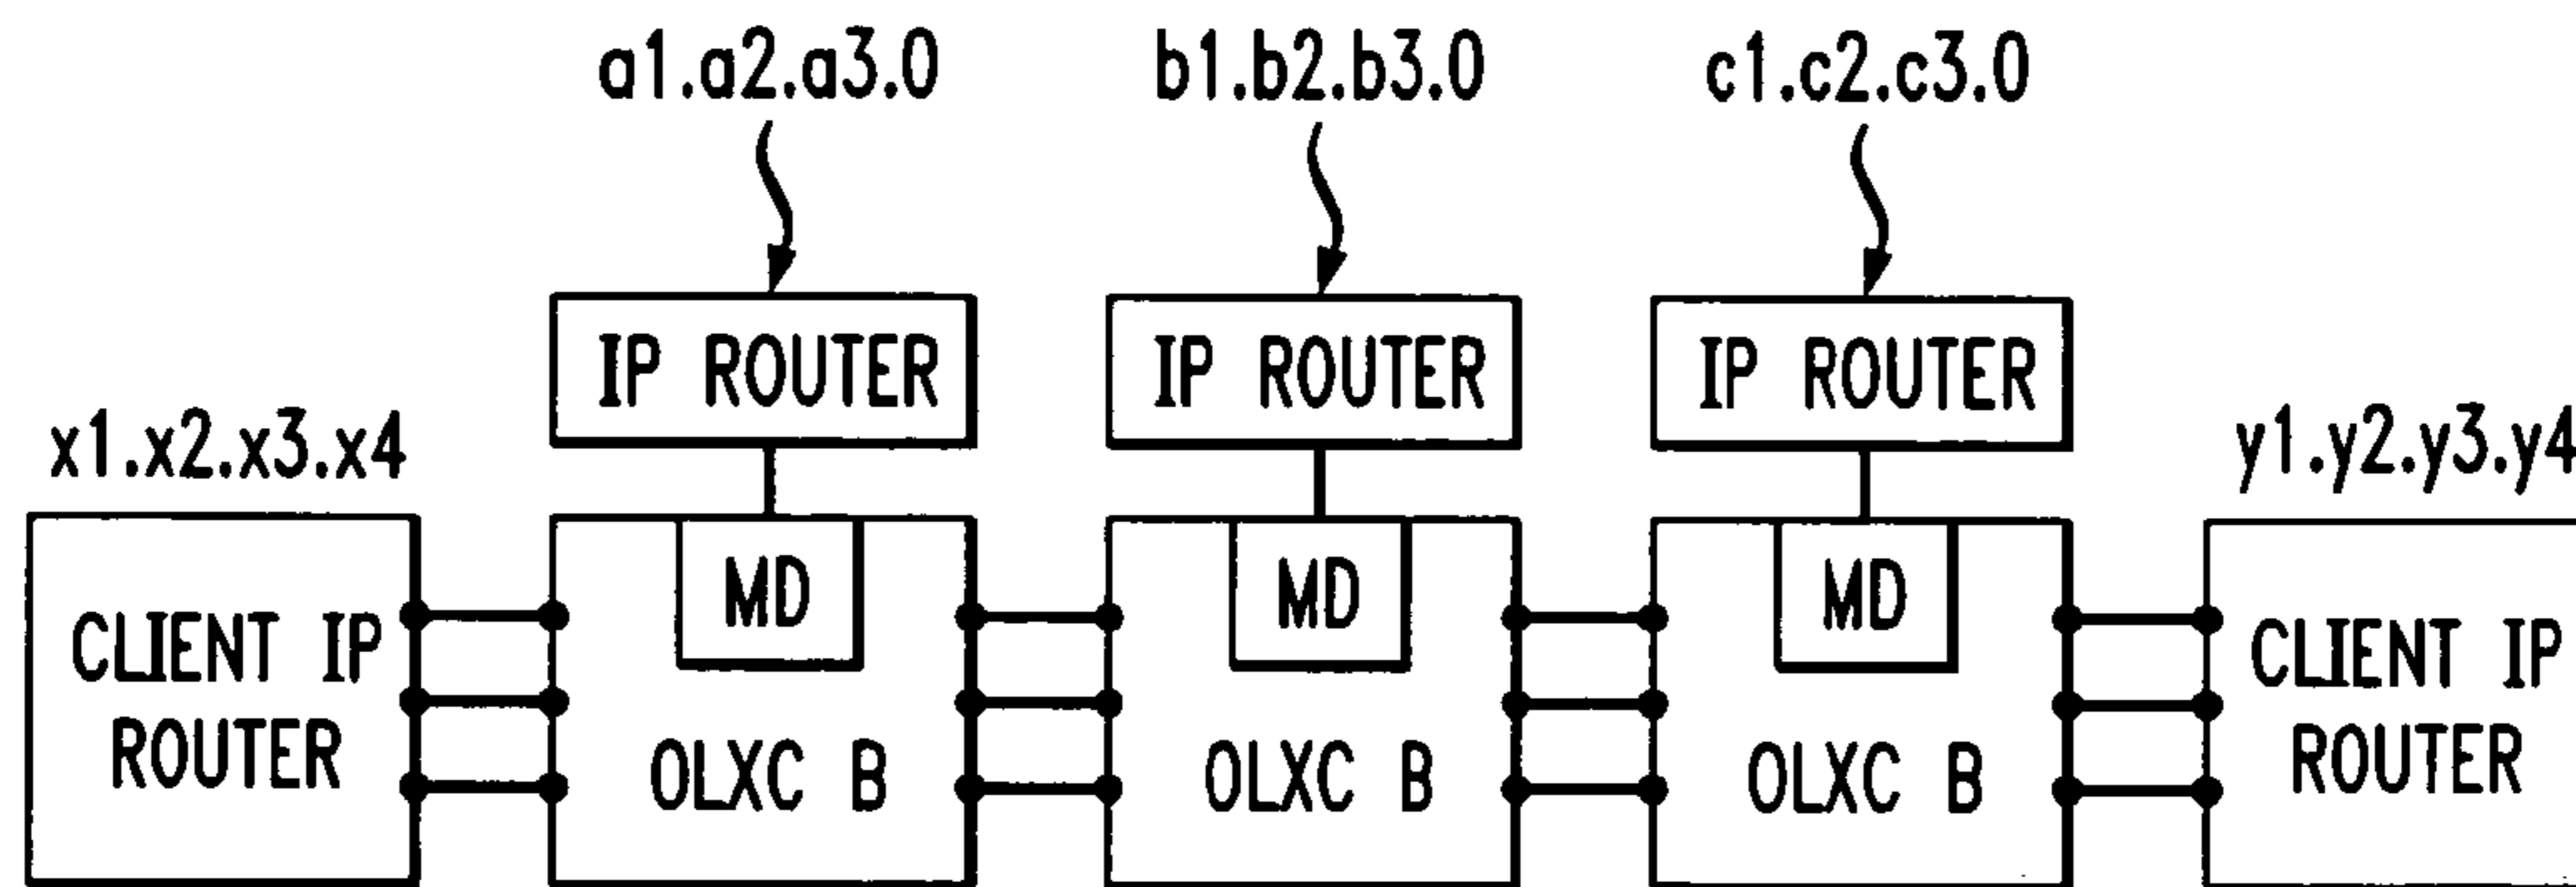 a1.a2.a3.0
b1.b2.b3.0
c1.c2.c3.0
IP ROUTER
IP ROUTER
IP ROUTER
x1.x2.x3.x4
y1.y2.y3.y4
MD
MD
MD
CLIENT IP
ROUTER
OLXC B
OLXC B
OLXC B
CLIENT IP
ROUTER